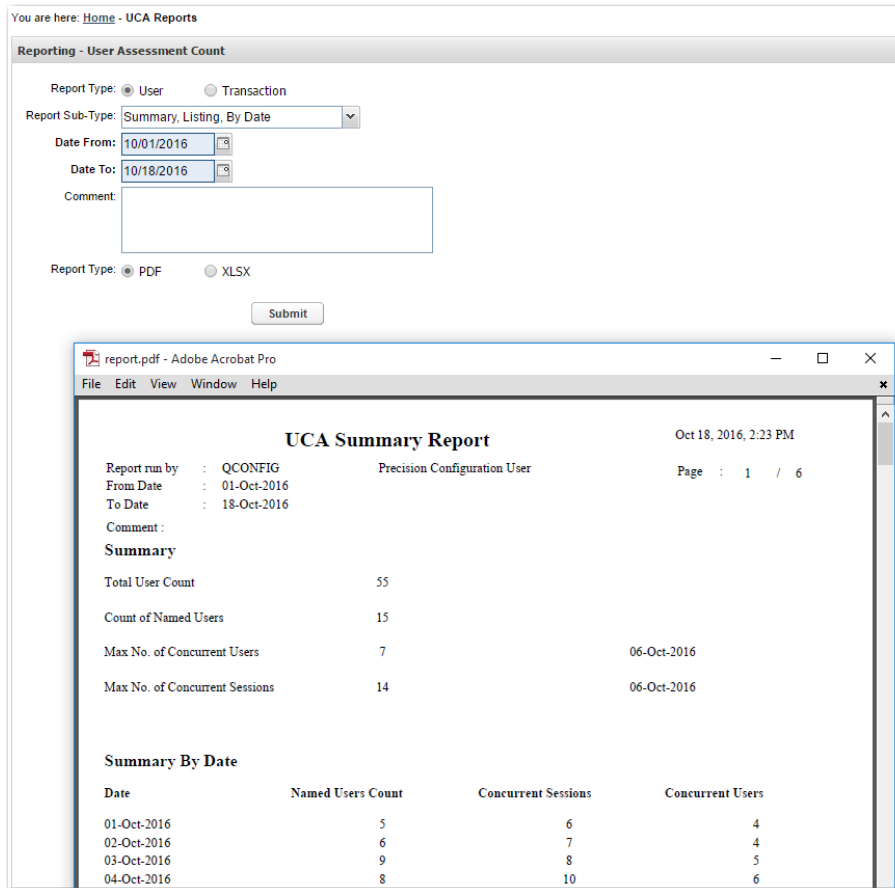 You are here: Home - UCA Reports
Reporting - User Assessment Count
Report Type: User Transaction
Report Sub-Type: Summary, Listing, By Date
Date From: 10/01/2016
Date To: 10/18/2016
Comment:
Report Type: PDF XLSX
Submit
report.pdf - Adobe Acrobat Pro
File Edit View Window Help
UCA Summary Report Oct 18, 2016, 2:23 PM
Report run by : QCONFIG Precision Configuration User Page : 1 / 6
From Date : 01-Oct-2016
To Date : 18-Oct-2016
Comment :
Summary
Total User Count 55
Count of Named Users 15
Max No. of Concurrent Users 7 06-Oct-2016
Max No. of Concurrent Sessions 14 06-Oct-2016
Summary By Date
Date Named Users Count Concurrent Sessions Concurrent Users
01-Oct-2016 5 6 4
02-Oct-2016 6 7 4
03-Oct-2016 9 8 5
04-Oct-2016 8 10 6